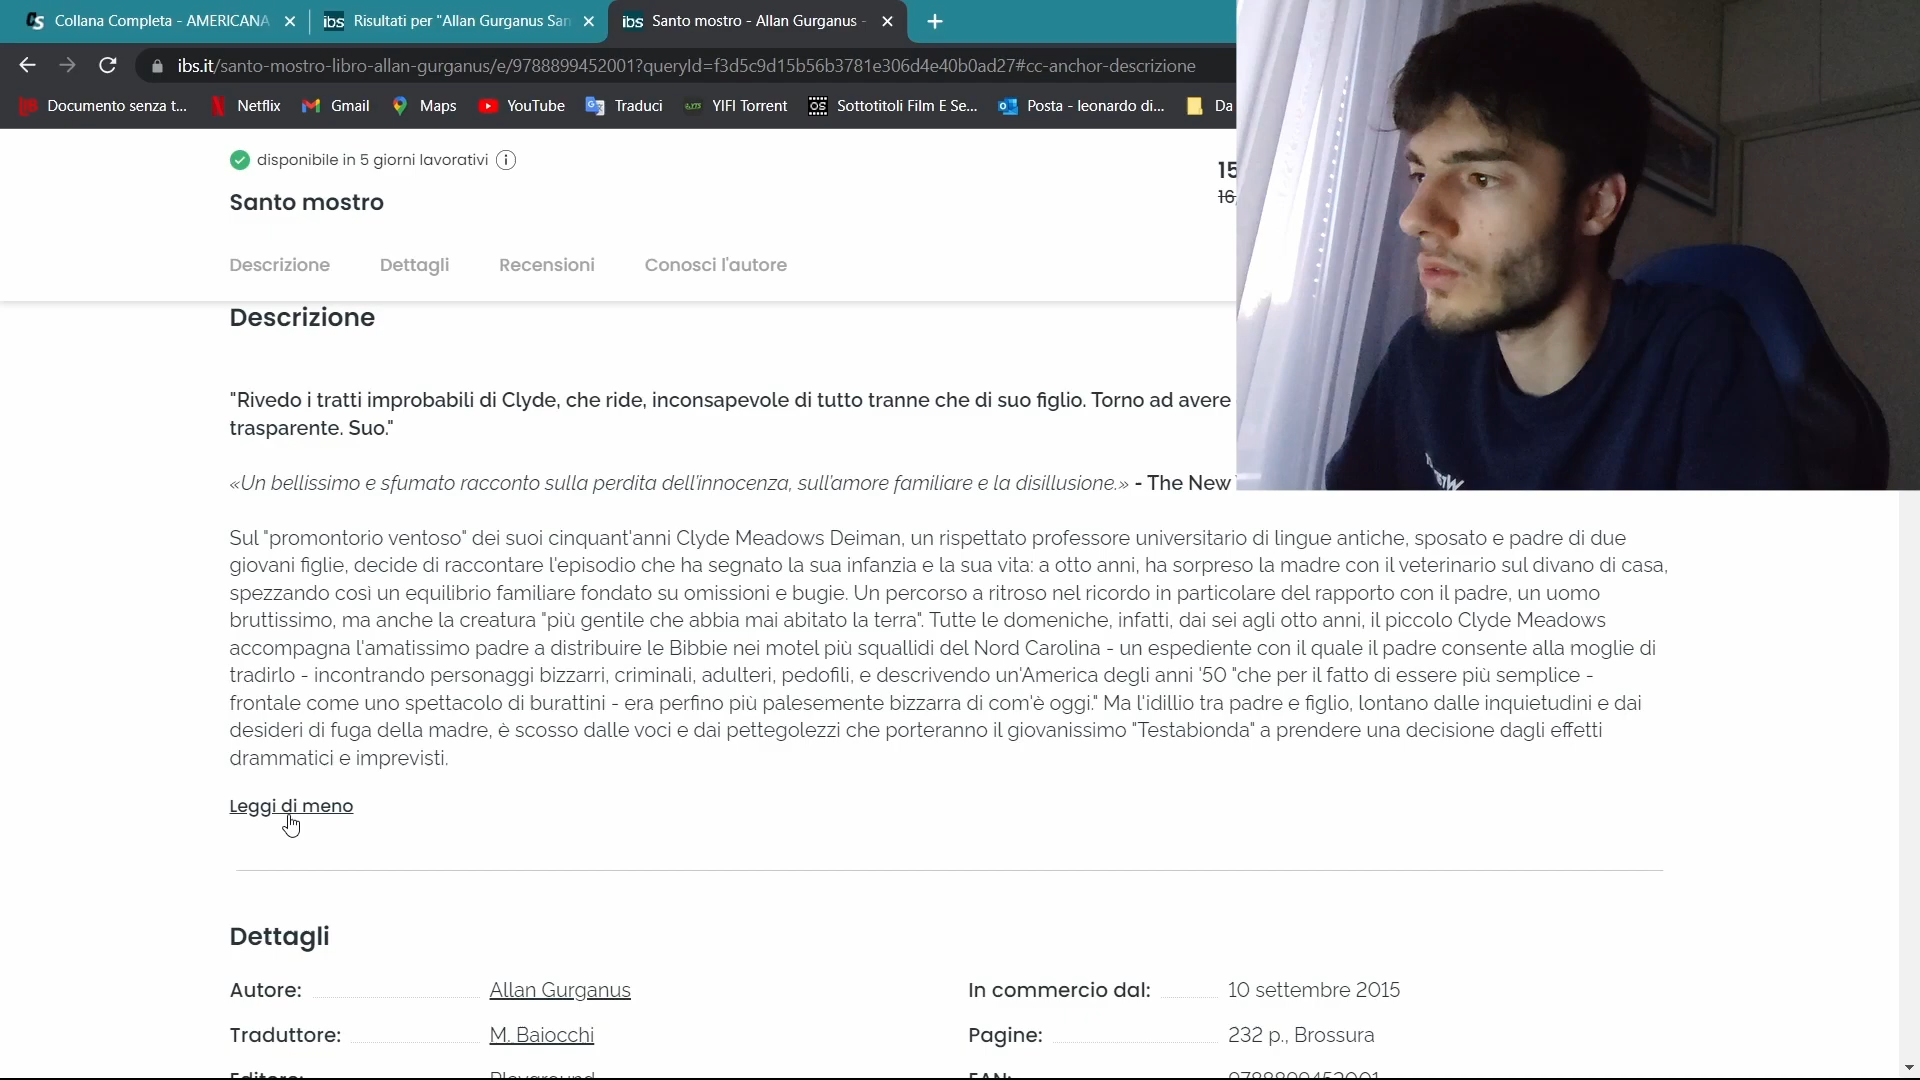 Collana Completa - AMERICANA
ibs Risultati per "Allan Gurganus San
ibs Santo mostro - Allan Gurganus -
ibs.it/santo-mostro-libro-allan-gurganus/e/9788899452001?queryId=f3d5c9d15b56b3781e306d4e40b0ad27#cc-anchor-descrizione
Documento senza t... Netflix Gmail Maps YouTube Traduci YIFI Torrent OS Sottotitoli Film E Se... Posta - leonardo di... Da
disponibile in 5 giorni lavorativi
15
Santo mostro
16,
Descrizione Dettagli Recensioni Conosci l'autore
Descrizione
"Rivedo i tratti improbabili di Clyde, che ride, inconsapevole di tutto tranne che di suo figlio. Torno ad avere
trasparente. Suo."
«Un bellissimo e sfumato racconto sulla perdita dell'innocenza, sull'amore familiare e la disillusione.» - The New
Sul "promontorio ventoso" dei suoi cinquant'anni Clyde Meadows Deiman, un rispettato professore universitario di lingue antiche, sposato e padre di due
giovani figlie, decide di raccontare l'episodio che ha segnato la sua infanzia e la sua vita: a otto anni, ha sorpreso la madre con il veterinario sul divano di casa,
spezzando così un equilibrio familiare fondato su omissioni e bugie. Un percorso a ritroso nel ricordo in particolare del rapporto con il padre, un uomo
bruttissimo, ma anche la creatura "più gentile che abbia mai abitato la terra". Tutte le domeniche, infatti, dai sei agli otto anni, il piccolo Clyde Meadows
accompagna l'amatissimo padre a distribuire le Bibbie nei motel più squallidi del Nord Carolina - un espediente con il quale il padre consente alla moglie di
tradirlo - incontrando personaggi bizzarri, criminali, adulteri, pedofili, e descrivendo un'America degli anni '50 "che per il fatto di essere più semplice -
frontale come uno spettacolo di burattini - era perfino più palesemente bizzarra di com'è oggi." Ma l'idillio tra padre e figlio, lontano dalle inquietudini e dai
desideri di fuga della madre, è scosso dalle voci e dai pettegolezzi che porteranno il giovanissimo "Testabionda" a prendere una decisione dagli effetti
drammatici e imprevisti.
Leggi di meno
Dettagli
Autore: Allan Gurganus In commercio dal: 10 settembre 2015
Traduttore: M. Baiocchi Pagine: 232 p., Brossura
Editore: Playground EAN: 9788899452001